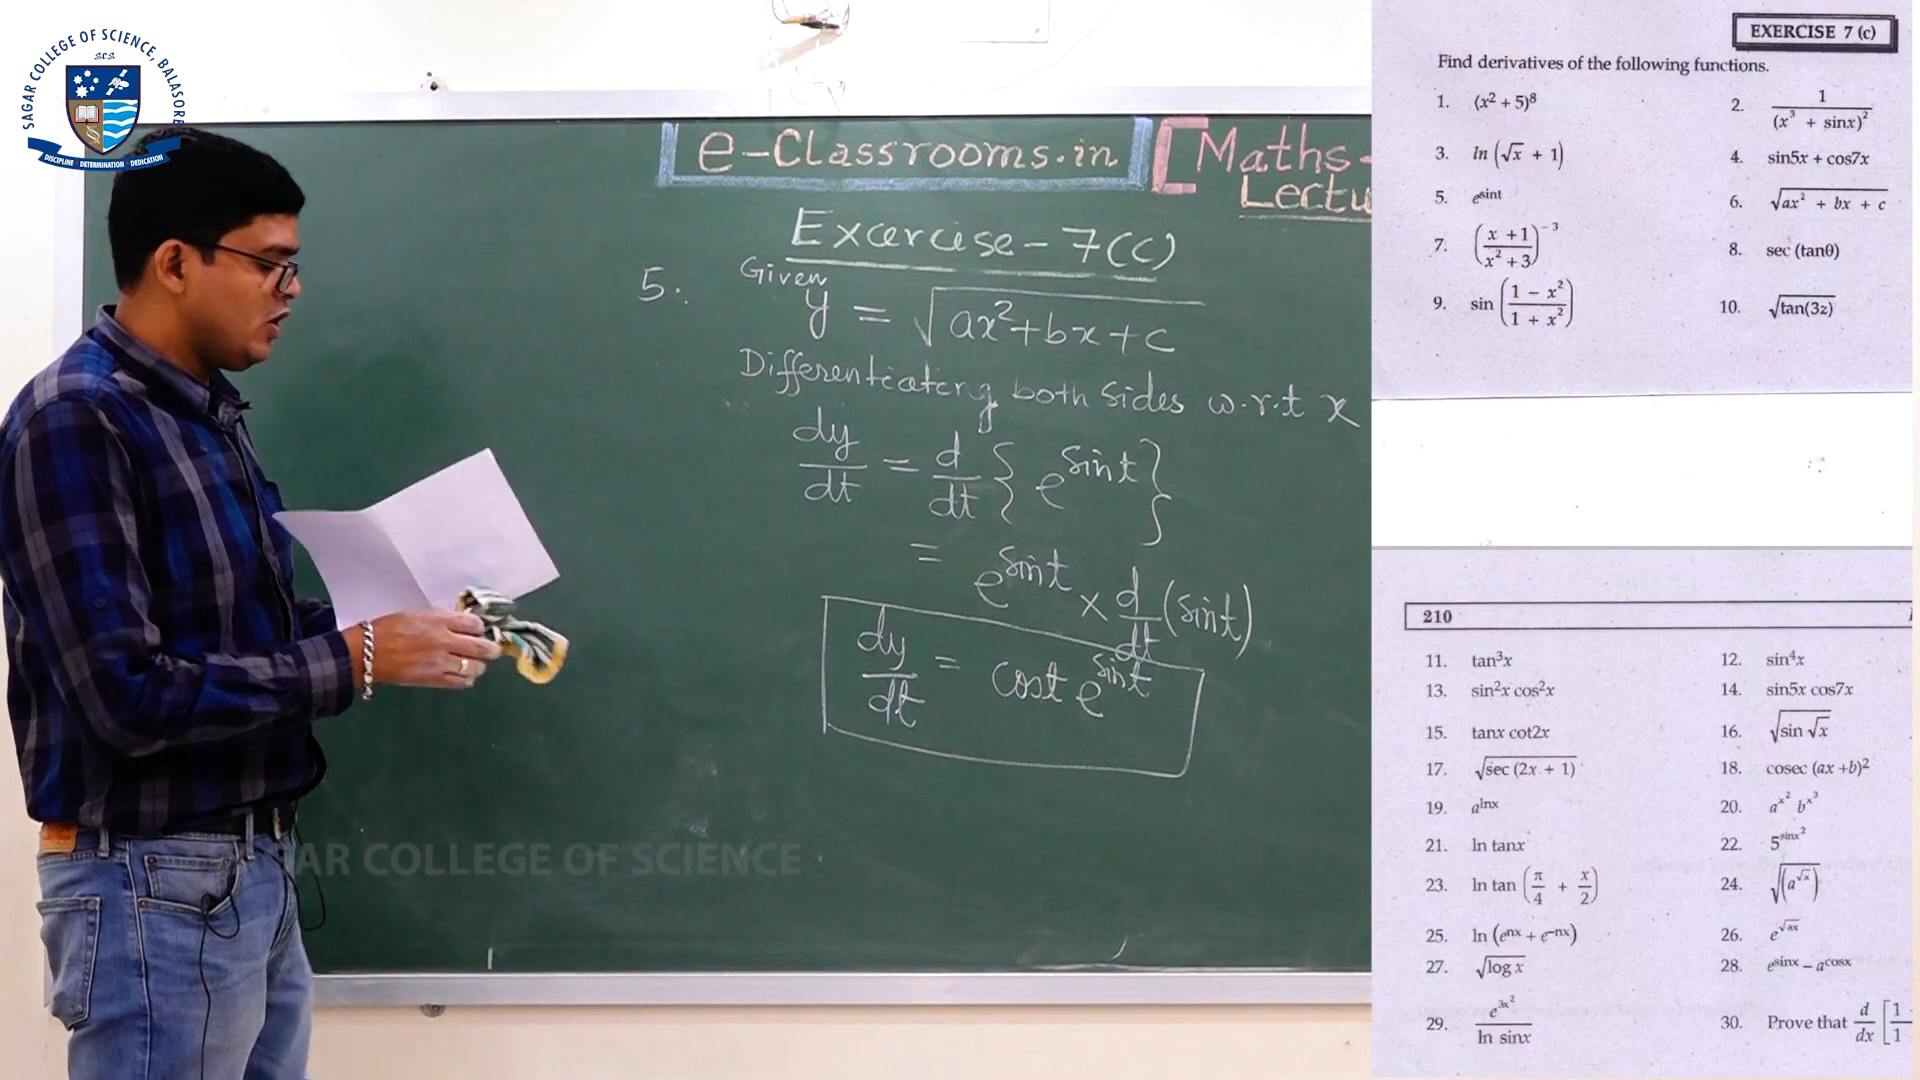 SAGAR COLLEGE OF SCIENCE, BALASORE
S.C.S
DISCIPLINE DETERMINATION DEDICATION
e-Classrooms.in [Maths-
Lectu
Excercise-7(C)
5.
Given
y = √ax²+bx+c
Differentiating both sides w.r.t x
dy/dt = d/dt { e^sint }
= e^sint × d/dt (sint)
dy/dt = cost e^sint
GAR COLLEGE OF SCIENCE
EXERCISE 7 (c)
Find derivatives of the following functions.
1. (x² + 5)⁸
2. 1/(x³ + sinx)²
3. ln (√x + 1)
4. sin5x + cos7x
5. e^sint
6. √ax² + bx + c
7. (x + 1/x² + 3)⁻³
8. sec (tanθ)
9. sin (1 − x²/1 + x²)
10. √tan(3z)
210
11. tan³x
12. sin⁴x
13. sin²x cos²x
14. sin5x cos7x
15. tanx cot2x
16. √sin √x
17. √sec (2x + 1)
18. cosec (ax +b)²
19. a^lnx
20. a^x² b^x³
21. ln tanx
22. 5^sinx²
23. ln tan (π/4 + x/2)
24. √(a^√x)
25. ln (e^nx + e^−nx)
26. e^√ax
27. √log x
28. e^sinx − a^cosx
29. e^3x²/ln sinx
30. Prove that d/dx [1/1